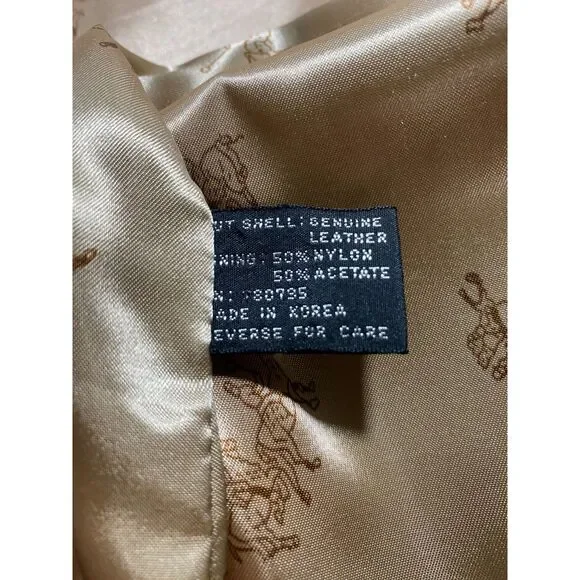 UT SHELL: GENUINE
LEATHER
NING: 50% NYLON
50% ACETATE
N: 780795
ADE IN KOREA
EVERSE FOR CARE